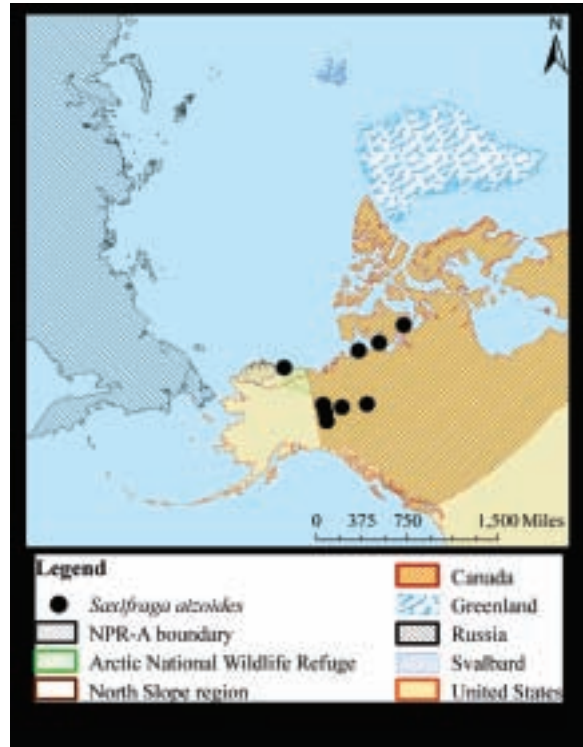 N
0 375 750 1,500 Miles
Legend
Saxifraga aizoides
NPR-A boundary
Arctic National Wildlife Refuge
North Slope region
Canada
Greenland
Russia
Svalbard
United States